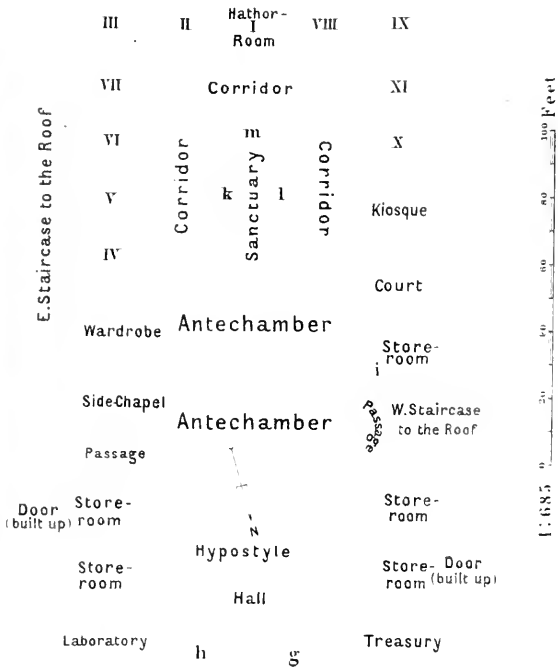 III II Hathor- VIII IX
I
Room
VII Corridor XI
E. Staircase to the Roof
VI Corridor m Corridor X
Sanctuary
V k l Kiosque
IV
Court
Wardrobe Antechamber
Store-
room
i
Side-Chapel Antechamber Passage W. Staircase
to the Roof
Passage
Door Store- Store-
(built up) room room
N
Hypostyle
Store- Store- Door
room room (built up)
Hall
Laboratory h g Treasury
100 Feet
80
60
40
20
0
1:685